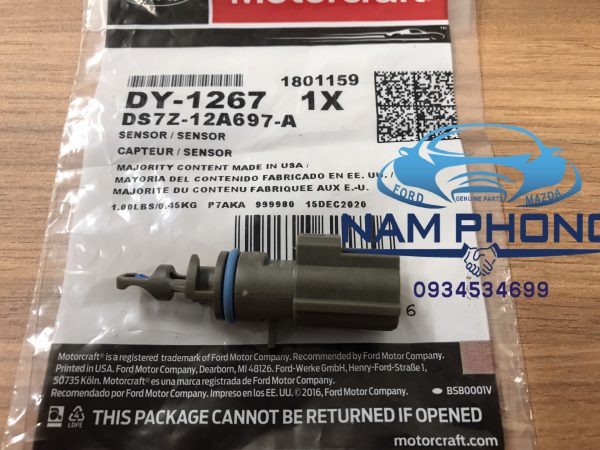 Motorcraft
1801159
DY-1267 1X
DS7Z-12A697-A
SENSOR / SENSOR
CAPTEUR / SENSOR
MAJORITY CONTENT MADE IN USA /
MAYORIA DEL CONTENIDO FABRICADO EN EE. UU. /
MAJORITE DU CONTENU FABRIQUEE AUX E.-U.
1.00LBS/0.45KG P7AKA 999980 15DEC2020
FORD
GENUINE PARTS
MAZDA
NAM PHONG
0934534699
6
Motorcraft® is a registered trademark of Ford Motor Company. Recommended by Ford Motor Company.
Printed in USA. Ford Motor Company, Dearborn, MI 48126. Ford-Werke GmbH, Henry-Ford-Straße 1,
50735 Köln. Motorcraft® es una marca registrada de Ford Motor Company.
Recomendado por Ford Motor Company. Impreso en los EE. UU. ©2016, Ford Motor Company.
BSB0001V
4
LDPE
THIS PACKAGE CANNOT BE RETURNED IF OPENED
motorcraft.com